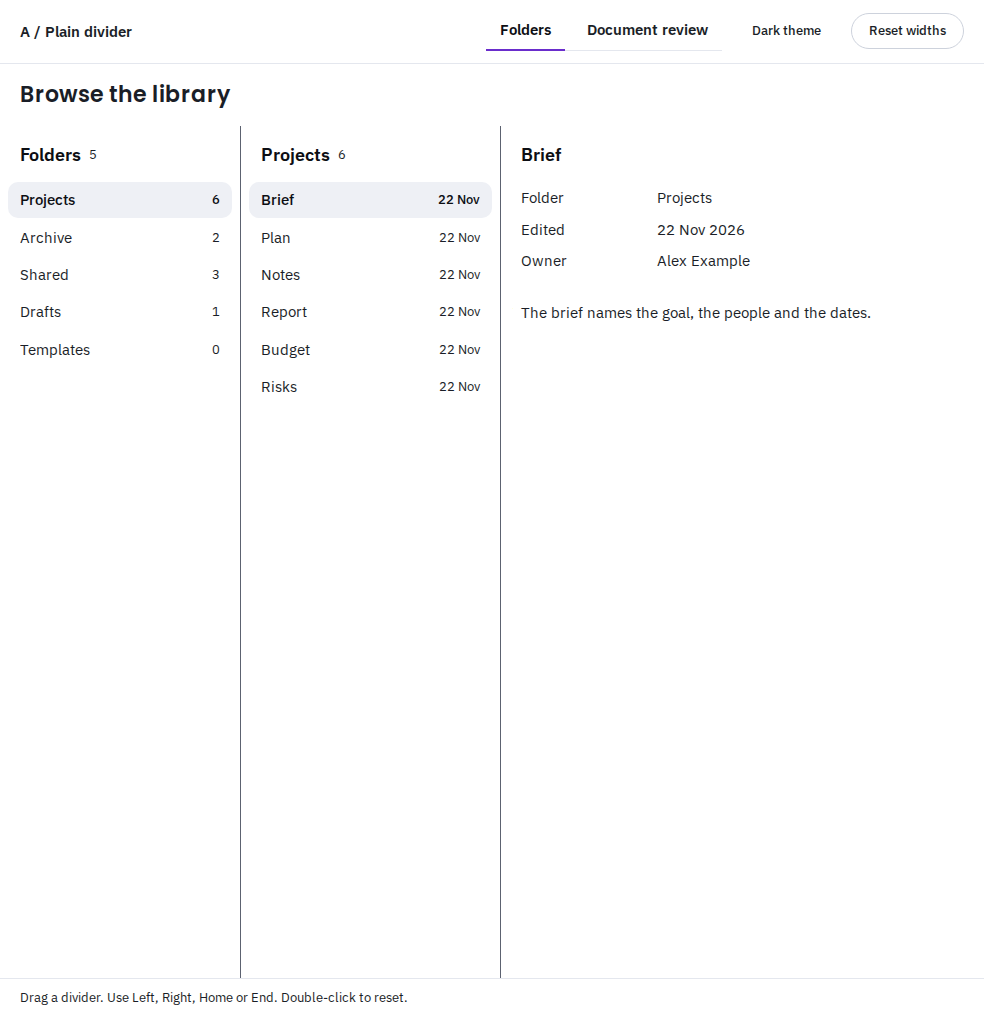 A / Plain divider
Folders
Document review
Dark theme
Reset widths
Browse the library
Folders 5
Projects 6
Archive 2
Shared 3
Drafts 1
Templates 0
Projects 6
Brief 22 Nov
Plan 22 Nov
Notes 22 Nov
Report 22 Nov
Budget 22 Nov
Risks 22 Nov
Brief
Folder Projects
Edited 22 Nov 2026
Owner Alex Example
The brief names the goal, the people and the dates.
Drag a divider. Use Left, Right, Home or End. Double-click to reset.